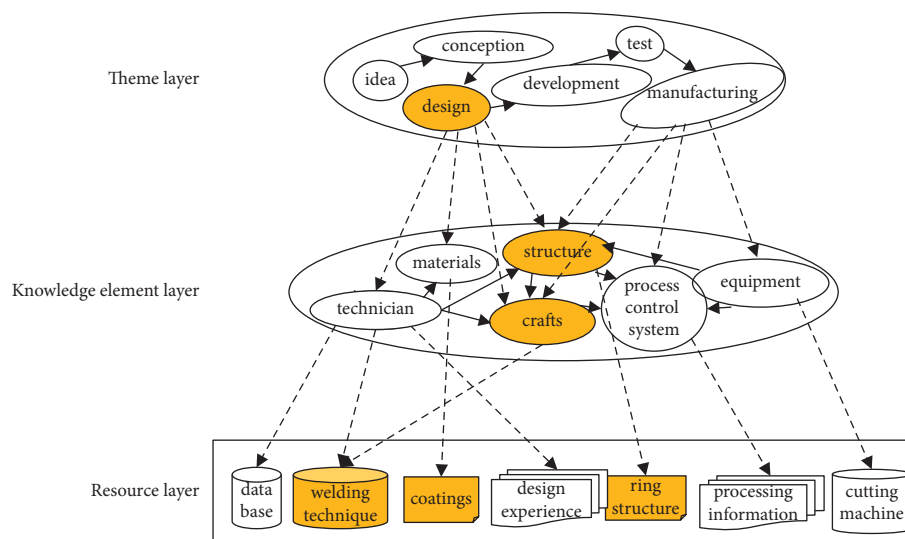 Theme layer
idea
conception
design
development
test
manufacturing
Knowledge element layer
technician
materials
structure
crafts
process
control
system
equipment
Resource layer
data
base
welding
technique
coatings
design
experience
ring
structure
processing
information
cutting
machine